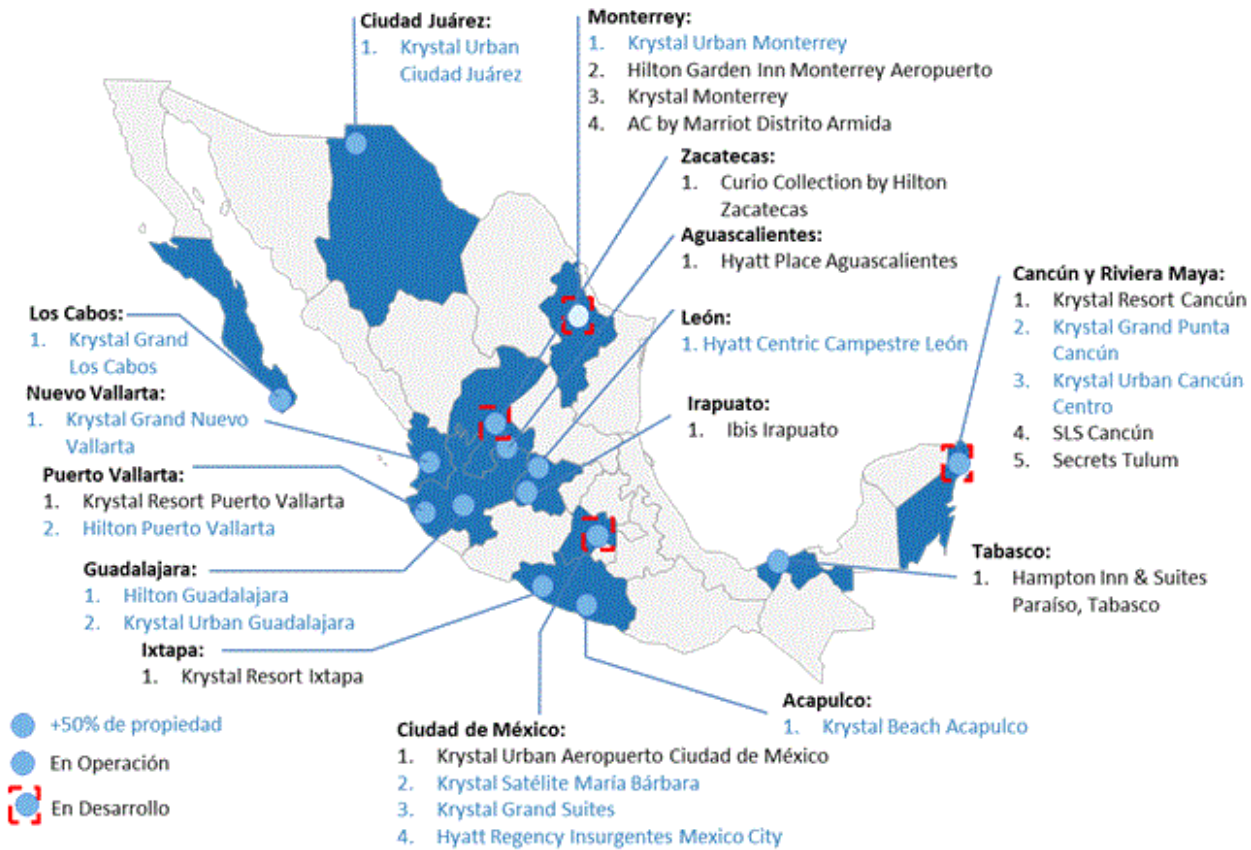 Ciudad Juárez:
1. Krystal Urban
Ciudad Juárez
Monterrey:
1. Krystal Urban Monterrey
2. Hilton Garden Inn Monterrey Aeropuerto
3. Krystal Monterrey
4. AC by Marriot Distrito Armida
Zacatecas:
1. Curio Collection by Hilton
Zacatecas
Aguascalientes:
1. Hyatt Place Aguascalientes
León:
1. Hyatt Centric Campestre León
Irapuato:
1. Ibis Irapuato
Cancún y Riviera Maya:
1. Krystal Resort Cancún
2. Krystal Grand Punta
Cancún
3. Krystal Urban Cancún
Centro
4. SLS Cancún
5. Secrets Tulum
Tabasco:
1. Hampton Inn & Suites
Paraíso, Tabasco
Los Cabos:
1. Krystal Grand
Los Cabos
Nuevo Vallarta:
1. Krystal Grand Nuevo
Vallarta
Puerto Vallarta:
1. Krystal Resort Puerto Vallarta
2. Hilton Puerto Vallarta
Guadalajara:
1. Hilton Guadalajara
2. Krystal Urban Guadalajara
Ixtapa:
1. Krystal Resort Ixtapa
Acapulco:
1. Krystal Beach Acapulco
Ciudad de México:
1. Krystal Urban Aeropuerto Ciudad de México
2. Krystal Satélite María Bárbara
3. Krystal Grand Suites
4. Hyatt Regency Insurgentes Mexico City
+50% de propiedad
En Operación
En Desarrollo